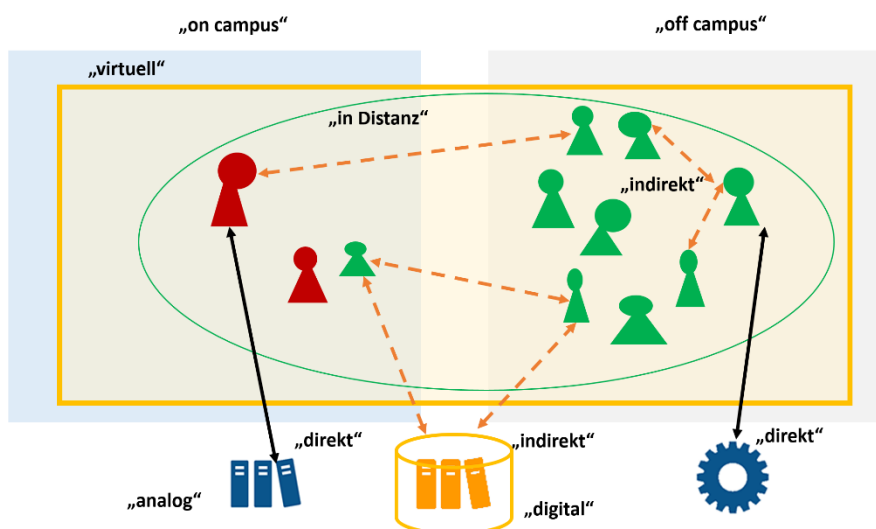 „on campus“
„off campus“
„virtuell“
„in Distanz“
„indirekt“
„direkt“
„indirekt“
„direkt“
„analog“
„digital“